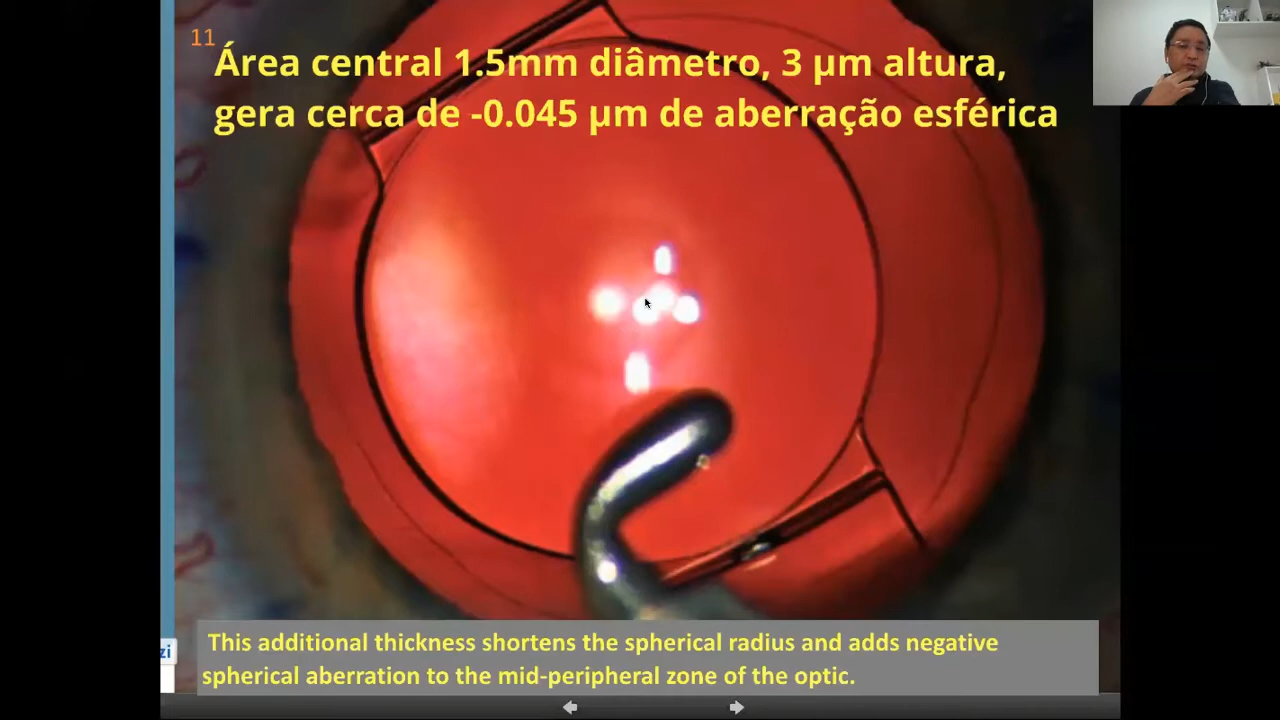 11
Área central 1.5mm diâmetro, 3 µm altura,
gera cerca de -0.045 µm de aberração esférica
zi
This additional thickness shortens the spherical radius and adds negative
spherical aberration to the mid-peripheral zone of the optic.